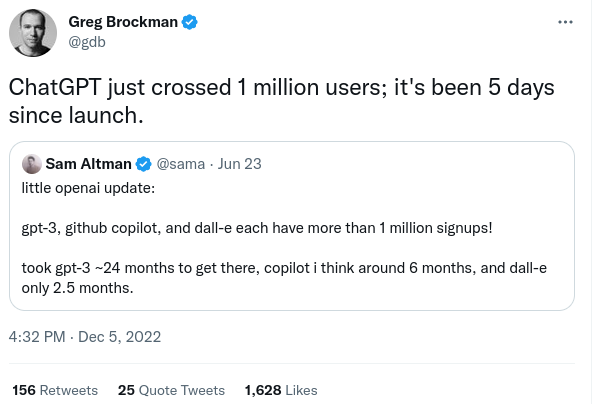 Greg Brockman
@gdb
ChatGPT just crossed 1 million users; it's been 5 days
since launch.
Sam Altman @sama · Jun 23
little openai update:
gpt-3, github copilot, and dall-e each have more than 1 million signups!
took gpt-3 ~24 months to get there, copilot i think around 6 months, and dall-e
only 2.5 months.
4:32 PM · Dec 5, 2022
156 Retweets 25 Quote Tweets 1,628 Likes